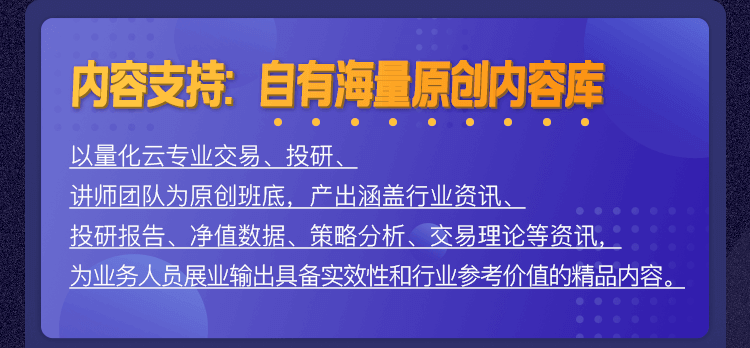 内容支持：自有海量原创内容库
以量化云专业交易、投研、
讲师团队为原创班底，产出涵盖行业资讯、
投研报告、净值数据、策略分析、交易理论等资讯，
为业务人员展业输出具备实效性和行业参考价值的精品内容。